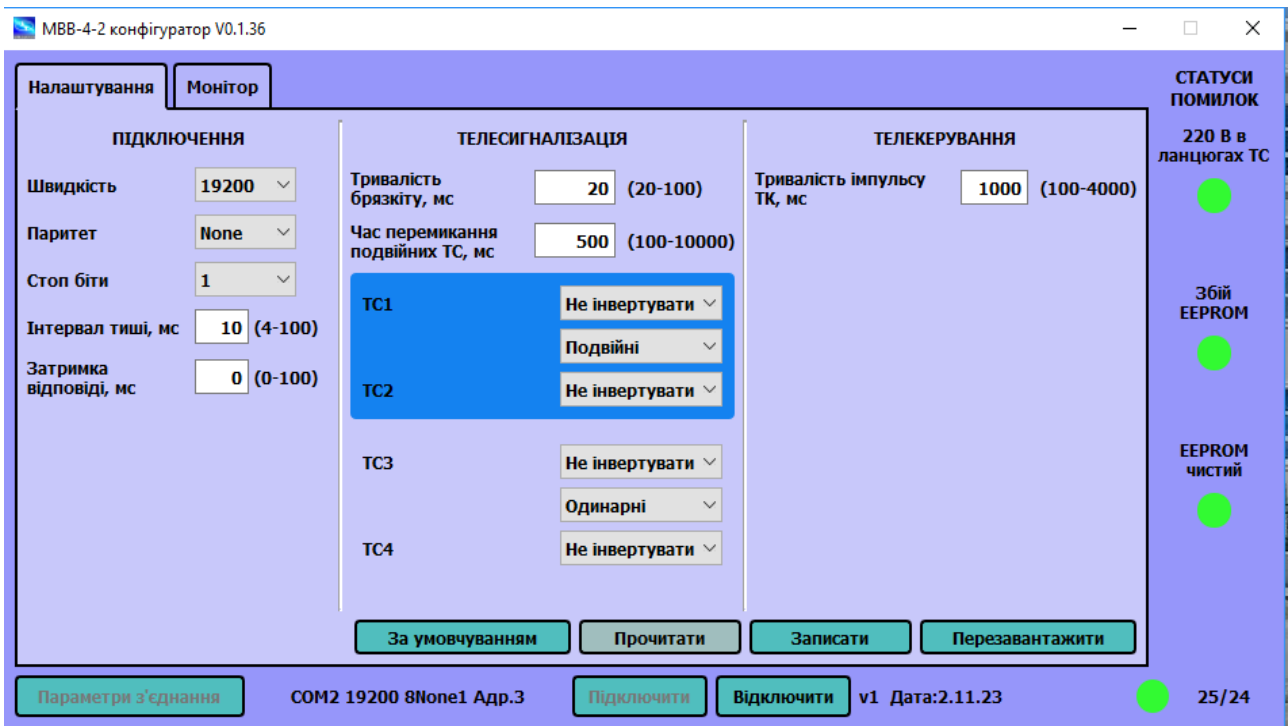 МВВ-4-2 конфігуратор V0.1.36
Налаштування
Монітор
ПІДКЛЮЧЕННЯ
Швидкість
19200
Паритет
None
Стоп біти
1
Інтервал тиші, мс
10 (4-100)
Затримка
відповіді, мс
0 (0-100)
ТЕЛЕСИГНАЛІЗАЦІЯ
Тривалість
брязкіту, мс
20 (20-100)
Час перемикання
подвійних ТС, мс
500 (100-10000)
ТС1
Не інвертувати
Подвійні
ТС2
Не інвертувати
ТС3
Не інвертувати
Одинарні
ТС4
Не інвертувати
ТЕЛЕКЕРУВАННЯ
Тривалість імпульсу
ТК, мс
1000 (100-4000)
За умовчуванням
Прочитати
Записати
Перезавантажити
СТАТУСИ
ПОМИЛОК
220 В в
ланцюгах ТС
Збій
EEPROM
EEPROM
чистий
Параметри з'єднання
COM2 19200 8None1 Адр.3
Підключити
Відключити
v1 Дата:2.11.23
25/24